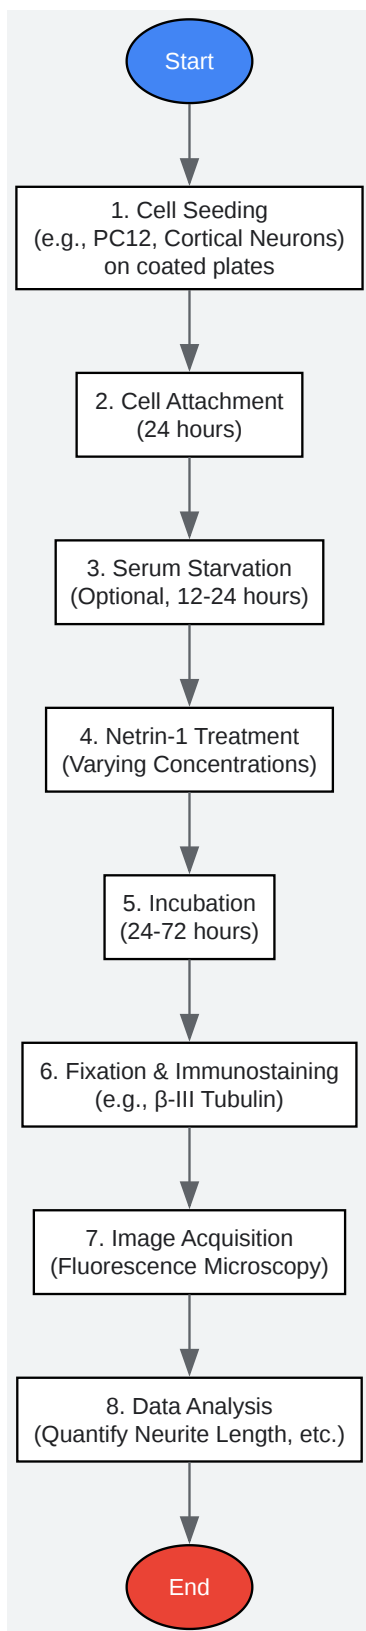 Start
1. Cell Seeding
(e.g., PC12, Cortical Neurons)
on coated plates
2. Cell Attachment
(24 hours)
3. Serum Starvation
(Optional, 12-24 hours)
4. Netrin-1 Treatment
(Varying Concentrations)
5. Incubation
(24-72 hours)
6. Fixation & Immunostaining
(e.g., β-III Tubulin)
7. Image Acquisition
(Fluorescence Microscopy)
8. Data Analysis
(Quantify Neurite Length, etc.)
End